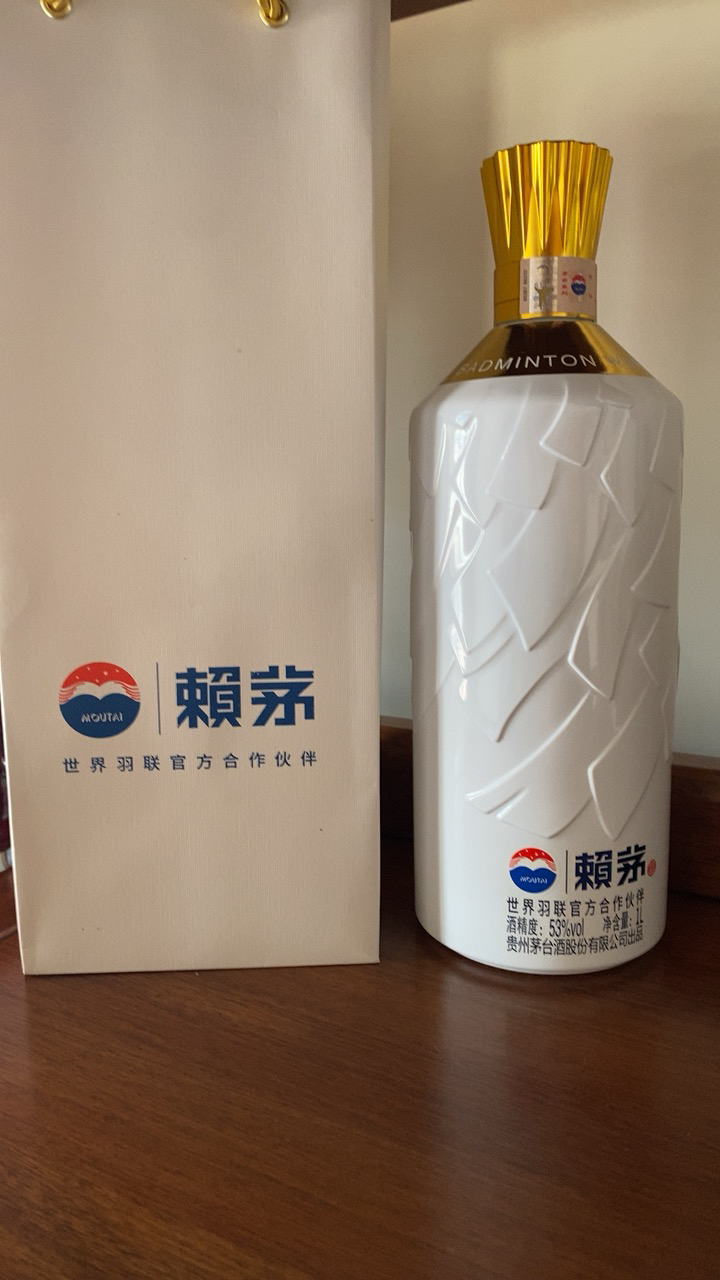 MOUTAI
賴茅
世界羽联官方合作伙伴
BADMINTON
MOUTAI
賴茅
世界羽联官方合作伙伴
酒精度：53%vol 净含量：1L
贵州茅台酒股份有限公司出品